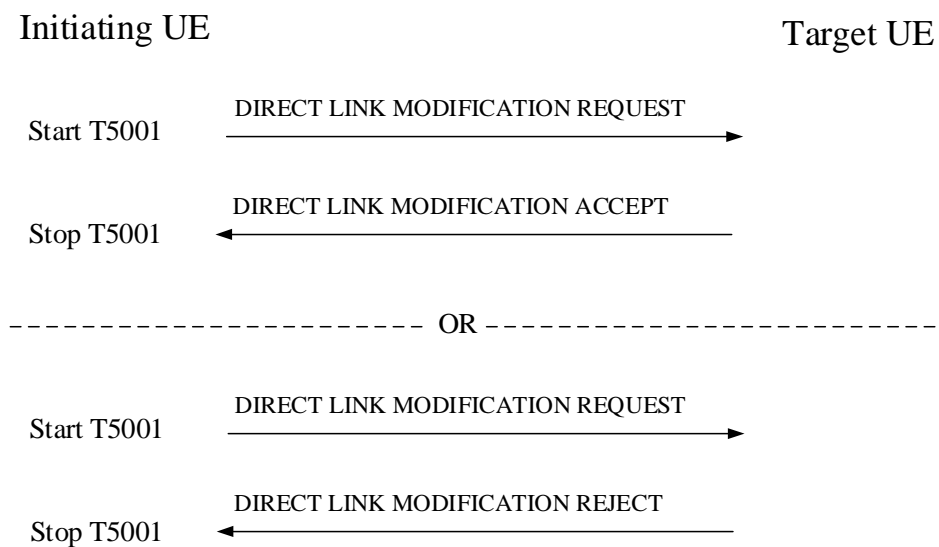 Initiating UE
Target UE
DIRECT LINK MODIFICATION REQUEST
Start T5001
DIRECT LINK MODIFICATION ACCEPT
Stop T5001
OR
DIRECT LINK MODIFICATION REQUEST
Start T5001
DIRECT LINK MODIFICATION REJECT
Stop T5001